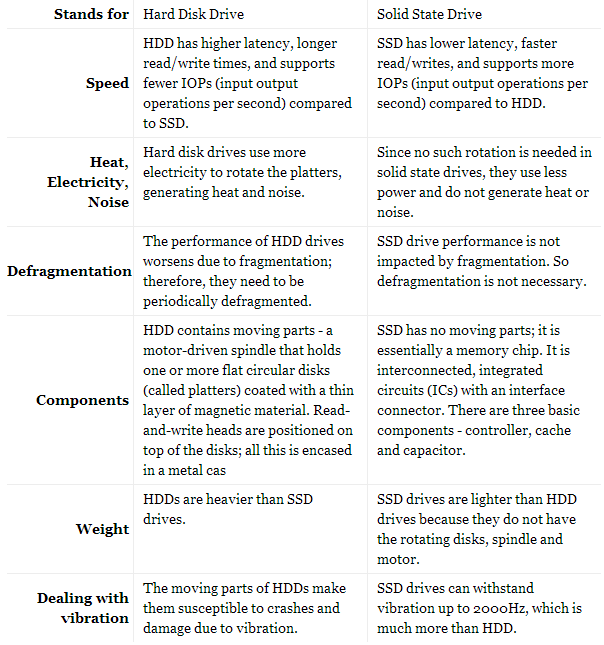 Stands for
Hard Disk Drive
Solid State Drive
Speed
HDD has higher latency, longer
read/write times, and supports
fewer IOPs (input output
operations per second) compared
to SSD.
SSD has lower latency, faster
read/writes, and supports more
IOPs (input output operations per
second) compared to HDD.
Heat,
Electricity,
Noise
Hard disk drives use more
electricity to rotate the platters,
generating heat and noise.
Since no such rotation is needed in
solid state drives, they use less
power and do not generate heat or
noise.
Defragmentation
The performance of HDD drives
worsens due to fragmentation;
therefore, they need to be
periodically defragmented.
SSD drive performance is not
impacted by fragmentation. So
defragmentation is not necessary.
Components
HDD contains moving parts - a
motor-driven spindle that holds
one or more flat circular disks
(called platters) coated with a thin
layer of magnetic material. Read-
and-write heads are positioned on
top of the disks; all this is encased
in a metal cas
SSD has no moving parts; it is
essentially a memory chip. It is
interconnected, integrated
circuits (ICs) with an interface
connector. There are three basic
components - controller, cache
and capacitor.
Weight
HDDs are heavier than SSD
drives.
SSD drives are lighter than HDD
drives because they do not have
the rotating disks, spindle and
motor.
Dealing with
vibration
The moving parts of HDDs make
them susceptible to crashes and
damage due to vibration.
SSD drives can withstand
vibration up to 2000Hz, which is
much more than HDD.